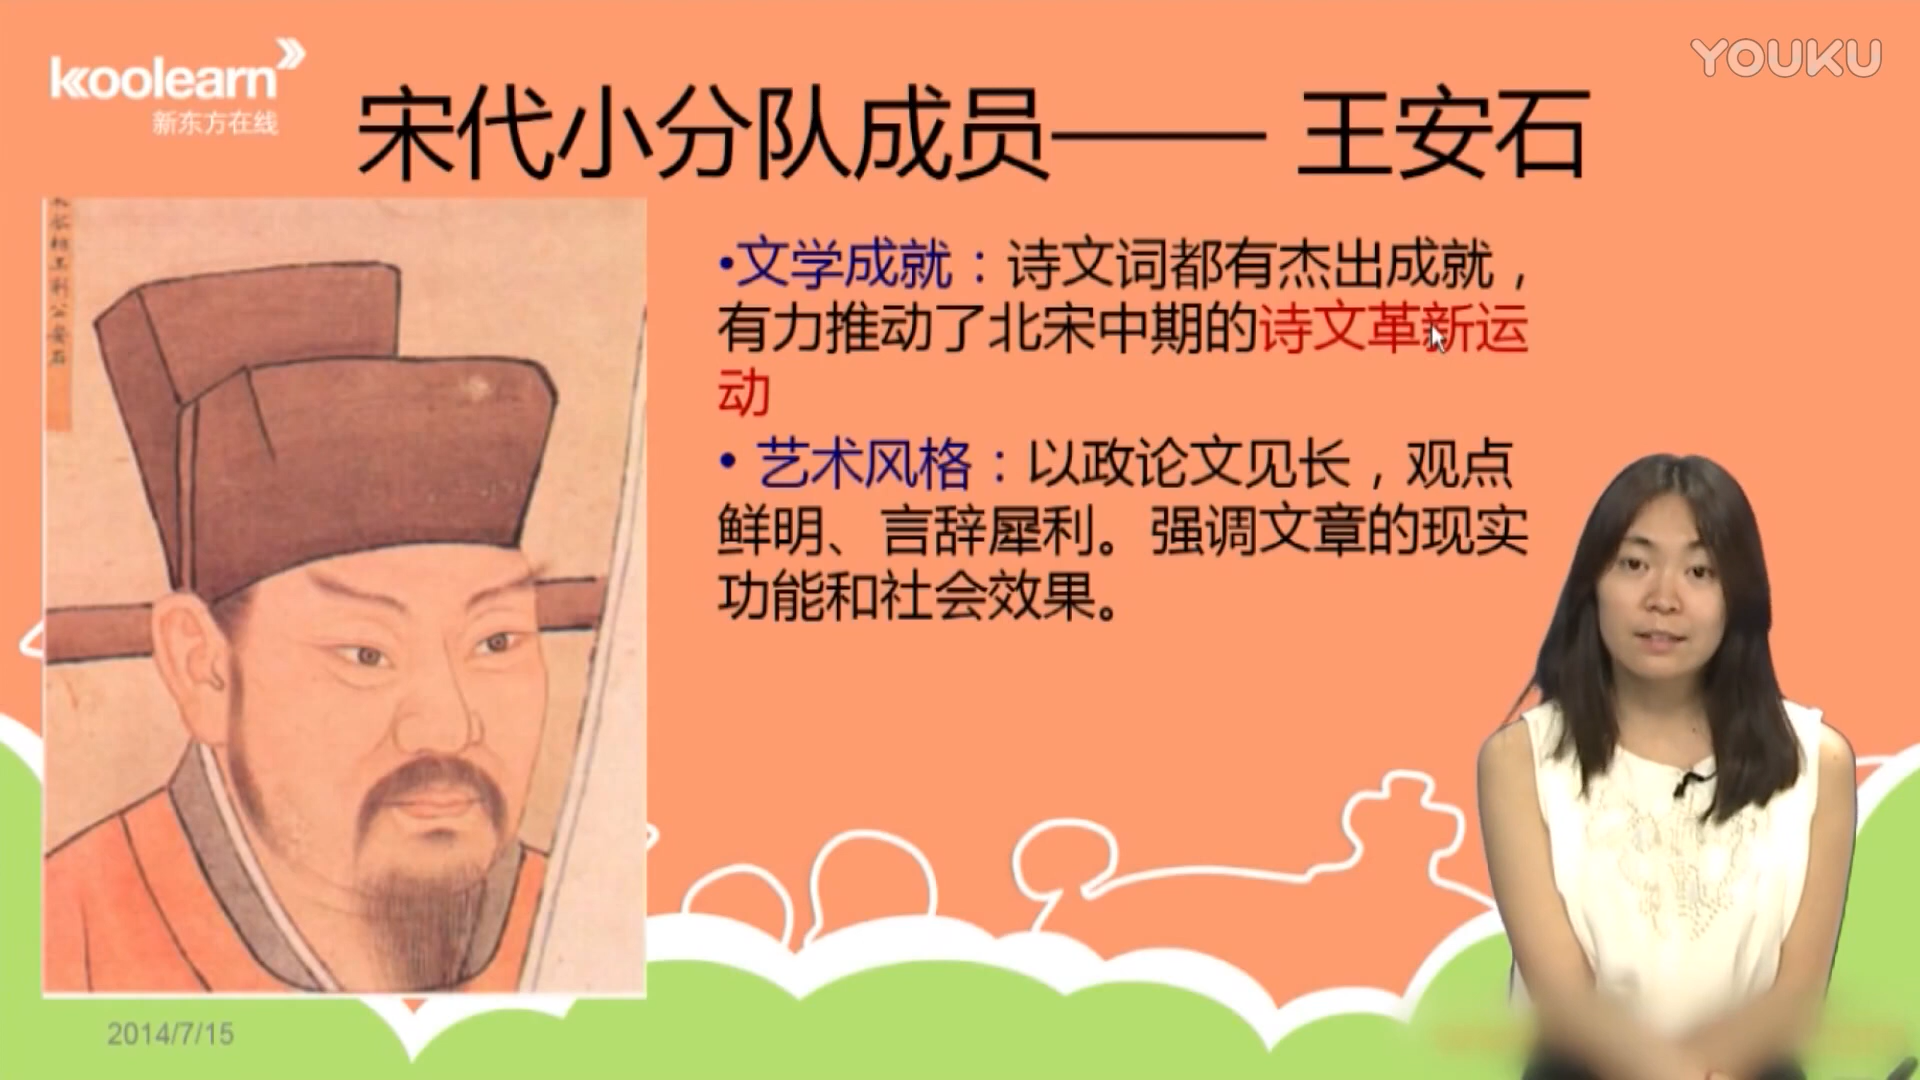 koolearn
新东方在线
YOUKU
宋代小分队成员—— 王安石
•文学成就：诗文词都有杰出成就，
有力推动了北宋中期的诗文革新运
动
• 艺术风格：以政论文见长，观点
鲜明、言辞犀利。强调文章的现实
功能和社会效果。
2014/7/15